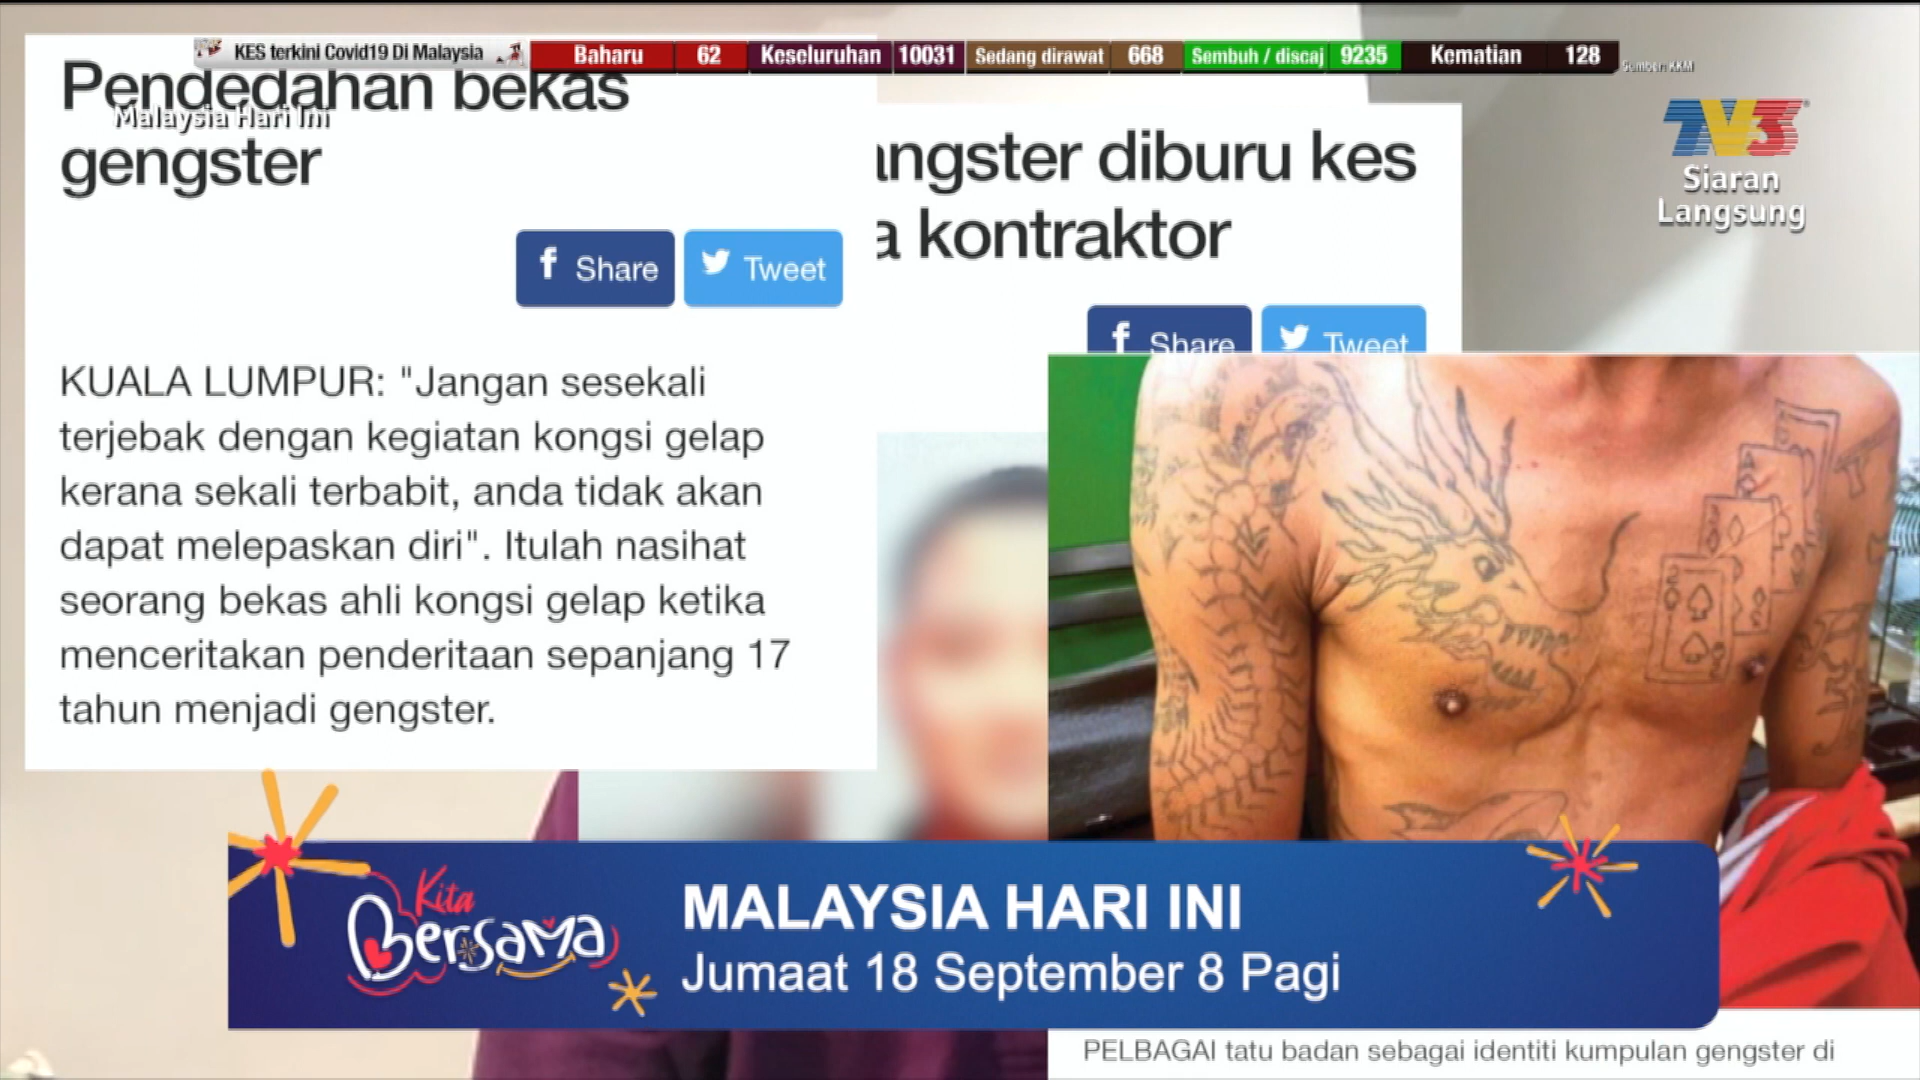 KES terkini Covid19 Di Malaysia
Baharu 62 Keseluruhan 10031 Sedang dirawat 668 Sembuh / discaj 9235 Kematian 128
Sumber: KKM
Pendedahan bekas
gengster
Malaysia Hari Ini
Share Tweet
KUALA LUMPUR: "Jangan sesekali
terjebak dengan kegiatan kongsi gelap
kerana sekali terbabit, anda tidak akan
dapat melepaskan diri". Itulah nasihat
seorang bekas ahli kongsi gelap ketika
menceritakan penderitaan sepanjang 17
tahun menjadi gengster.
angster diburu kes
a kontraktor
Share Tweet
TV3
Siaran
Langsung
Kita
Bersama
MALAYSIA HARI INI
Jumaat 18 September 8 Pagi
PELBAGAI tatu badan sebagai identiti kumpulan gengster di